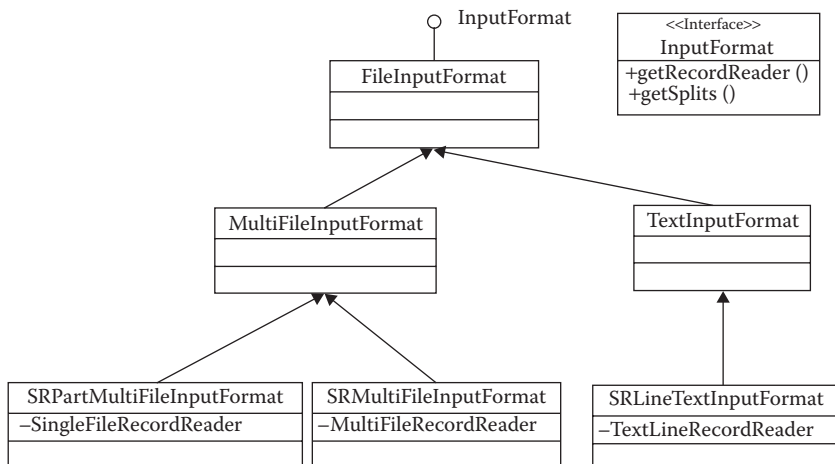 InputFormat
<<Interface>>
InputFormat
+getRecordReader ()
+getSplits ()
FileInputFormat
MultiFileInputFormat
TextInputFormat
SRPartMultiFileInputFormat
–SingleFileRecordReader
SRMultiFileInputFormat
–MultiFileRecordReader
SRLineTextInputFormat
–TextLineRecordReader